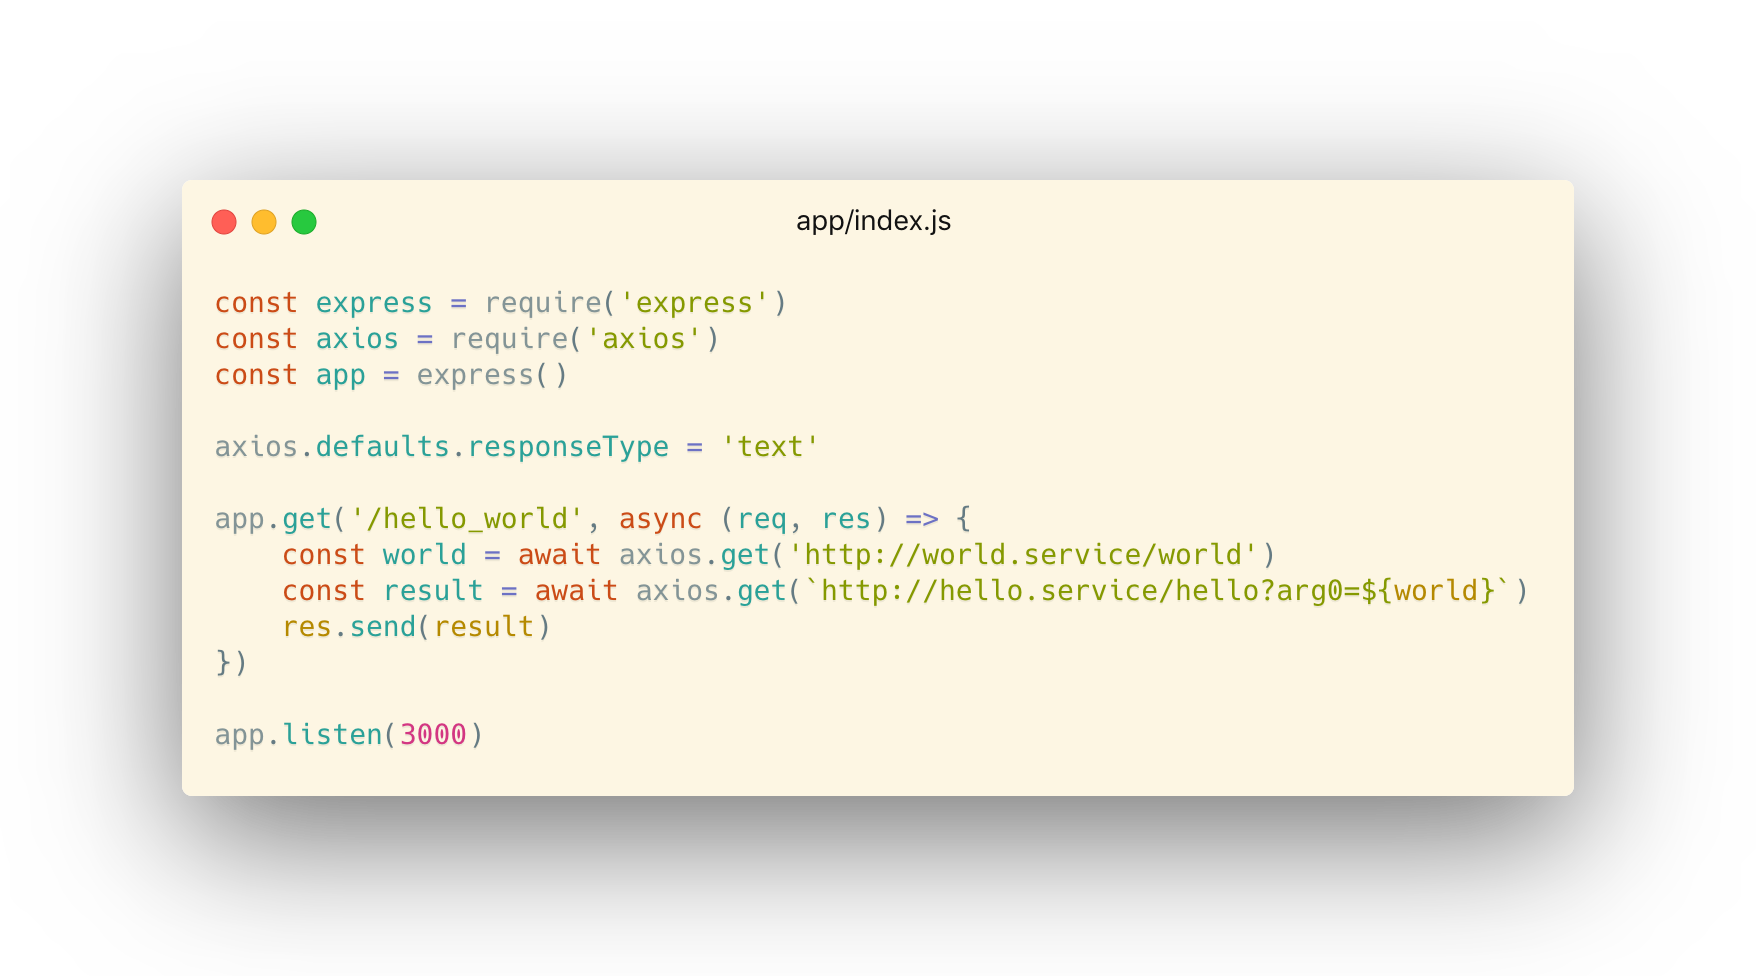 app/index.js
const express = require('express')
const axios = require('axios')
const app = express()
axios.defaults.responseType = 'text'
app.get('/hello_world', async (req, res) => {
    const world = await axios.get('http://world.service/world')
    const result = await axios.get(`http://hello.service/hello?arg0=${world}`)
    res.send(result)
})
app.listen(3000)